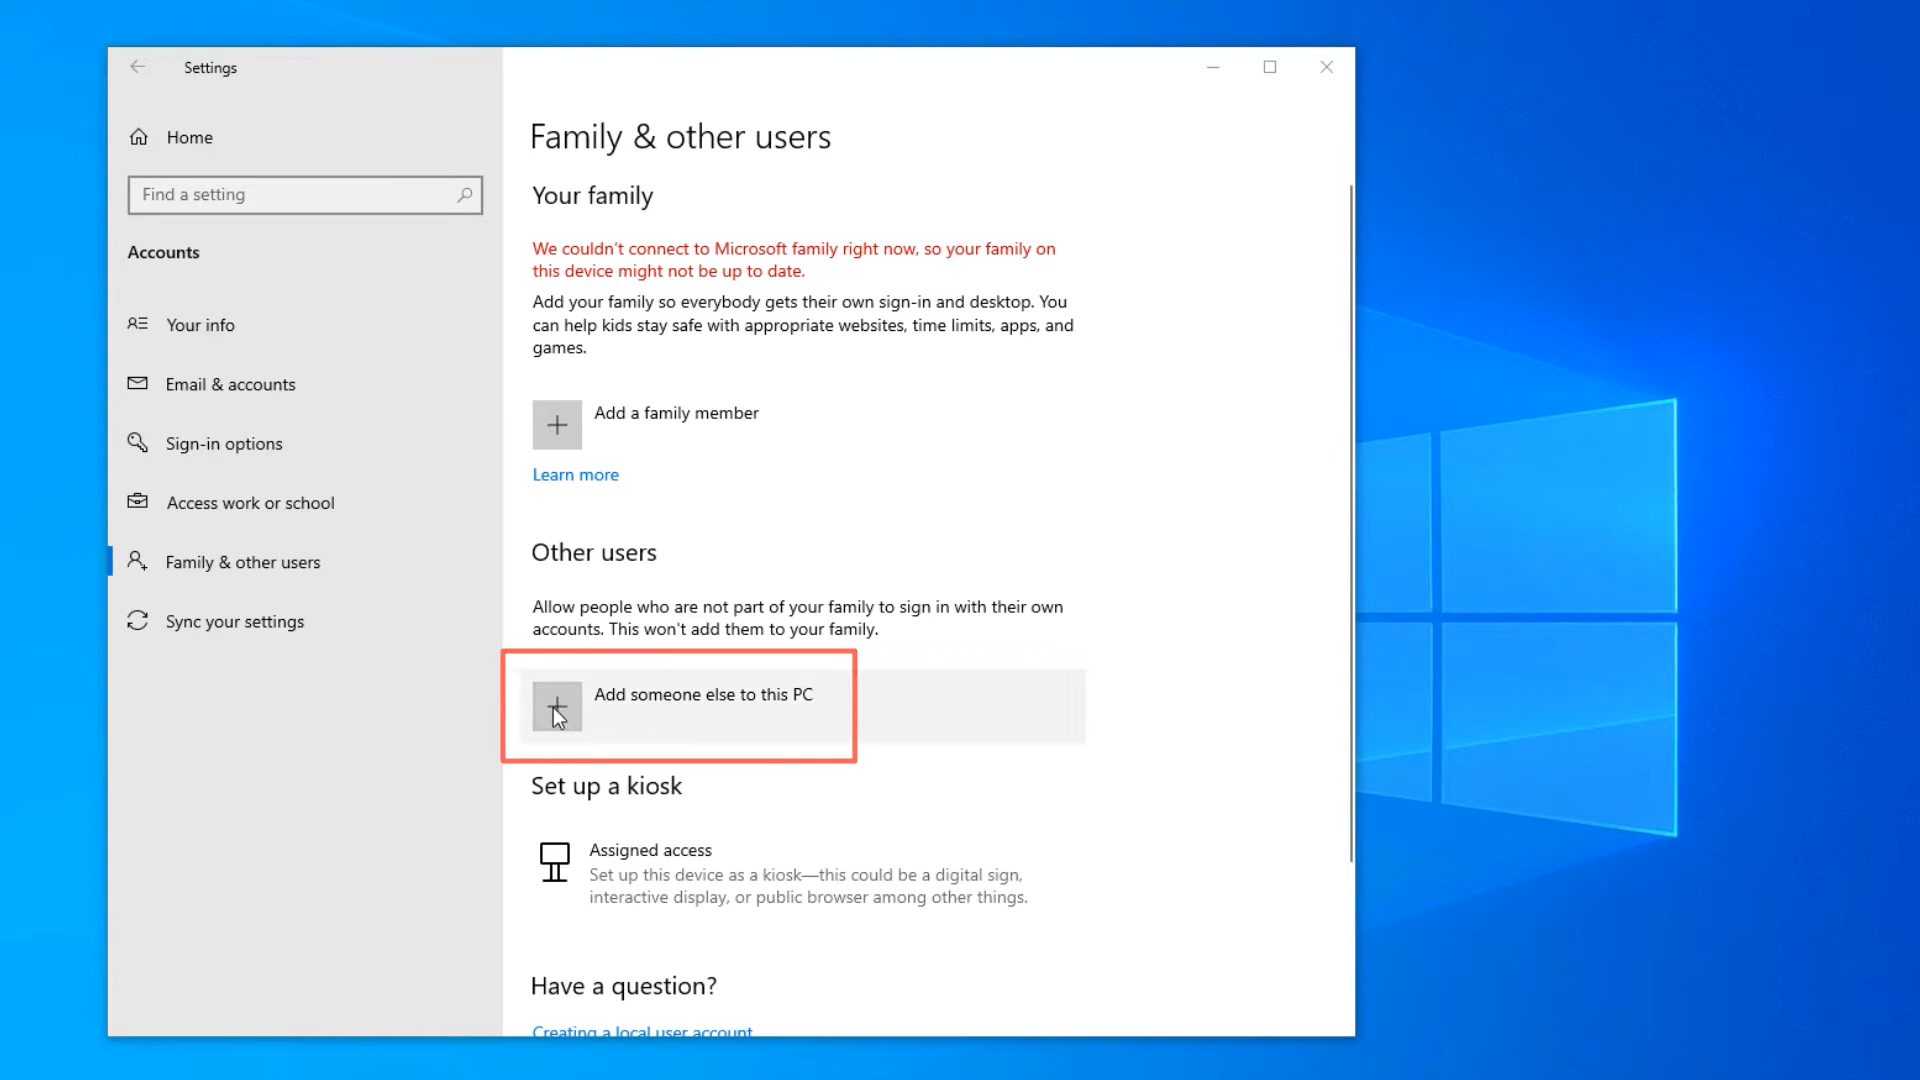 Settings
Home
Find a setting
Accounts
Your info
Email & accounts
Sign-in options
Access work or school
Family & other users
Sync your settings
Family & other users
Your family
We couldn't connect to Microsoft family right now, so your family on
this device might not be up to date.
Add your family so everybody gets their own sign-in and desktop. You
can help kids stay safe with appropriate websites, time limits, apps, and
games.
Add a family member
Learn more
Other users
Allow people who are not part of your family to sign in with their own
accounts. This won't add them to your family.
Add someone else to this PC
Set up a kiosk
Assigned access
Set up this device as a kiosk—this could be a digital sign,
interactive display, or public browser among other things.
Have a question?
Creating a local user account